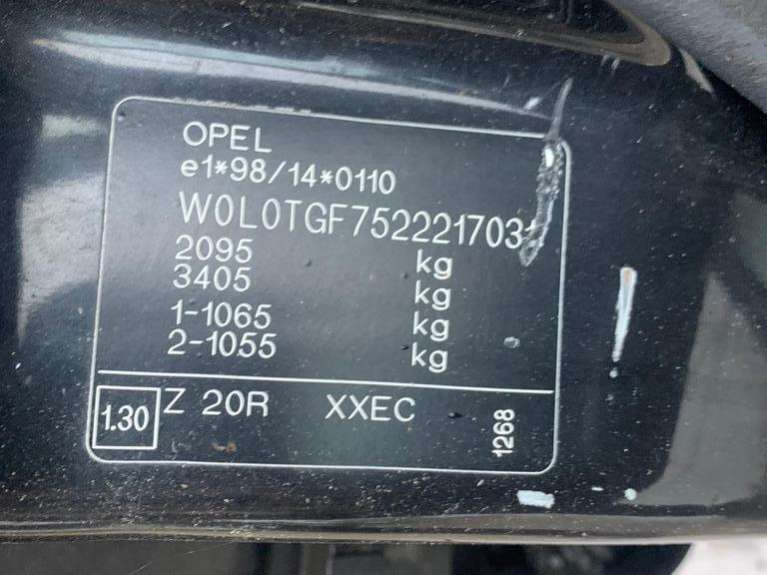 OPEL
e1*98/14*0110
2095 kg
3405 kg
1-1065 kg
2-1055 kg
1.30 Z 20R XXEC 1268